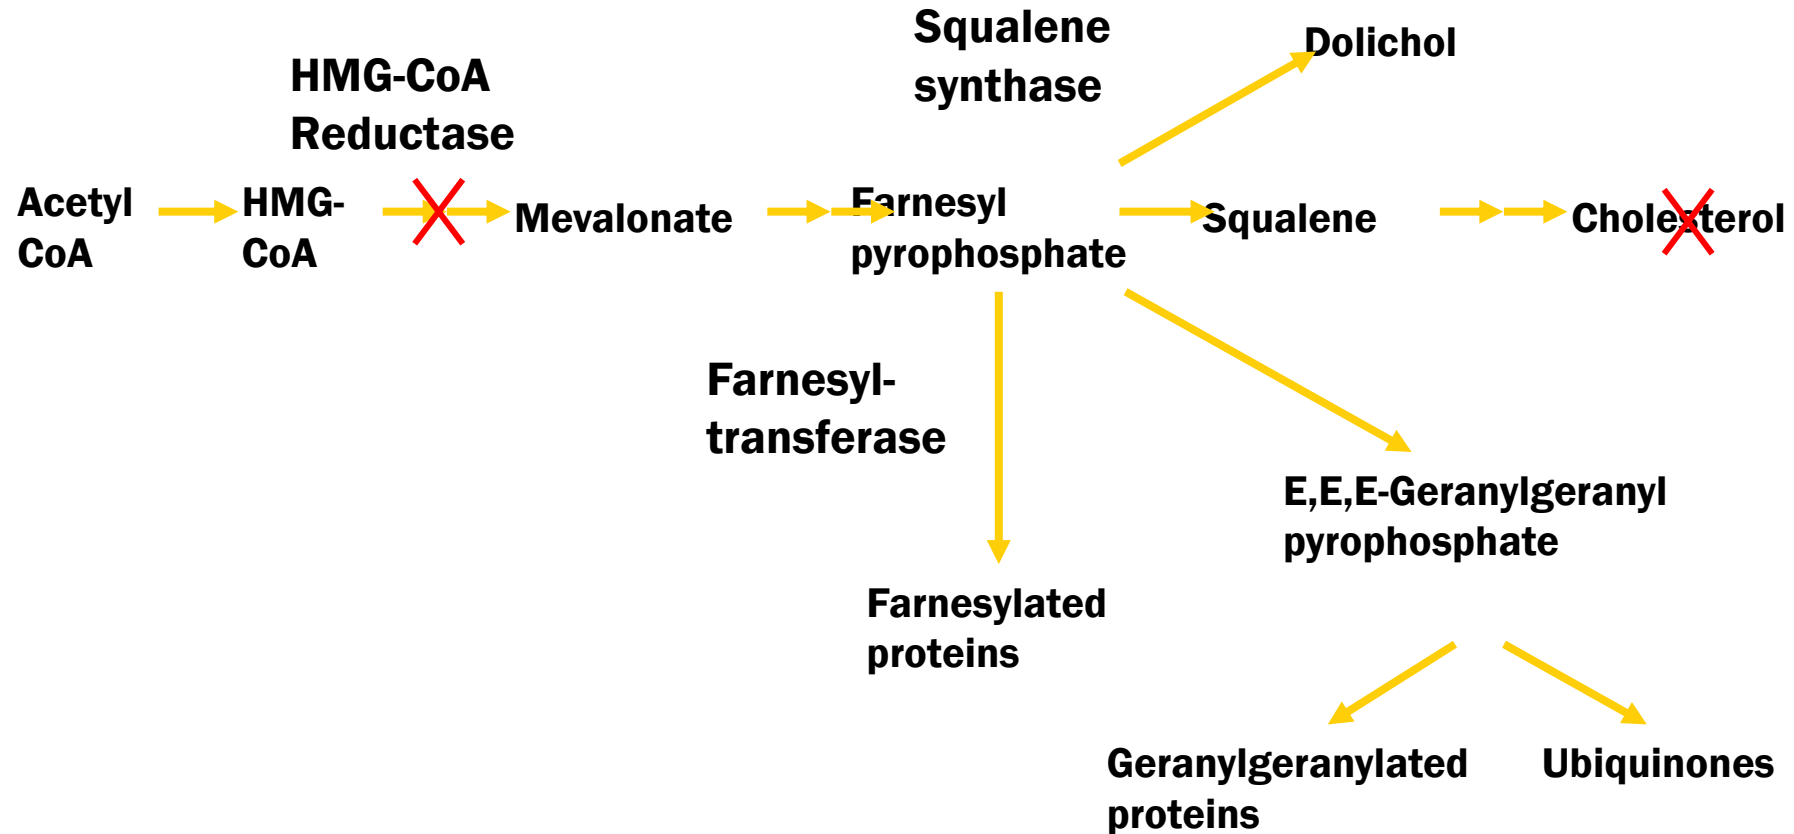 Squalene
synthase
Dolichol
HMG-CoA
Reductase
Acetyl
CoA
HMG-
CoA
Mevalonate
Farnesyl
pyrophosphate
Squalene
Cholesterol
Farnesyl-
transferase
E,E,E-Geranylgeranyl
pyrophosphate
Farnesylated
proteins
Geranylgeranylated
proteins
Ubiquinones